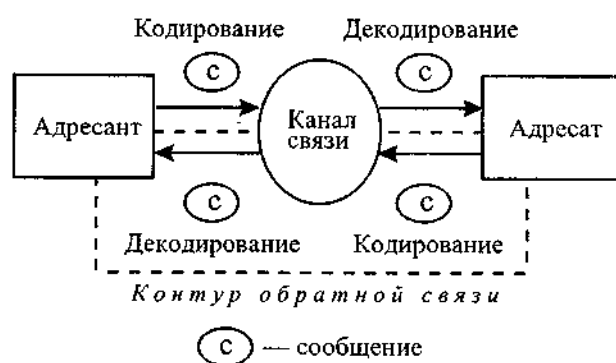 Кодирование
Декодирование
с
с
Адресант
Канал
связи
Адресат
с
с
Декодирование
Кодирование
Контур обратной связи
с — сообщение